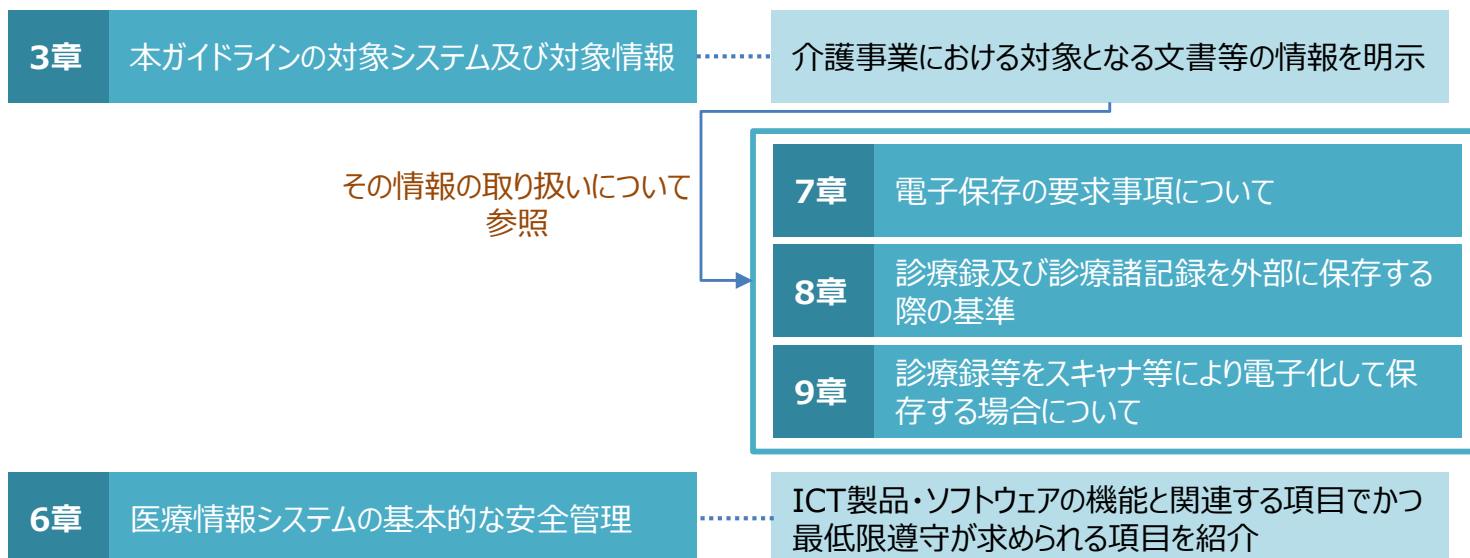 3章 本ガイドラインの対象システム及び対象情報
介護事業における対象となる文書等の情報を明示
その情報の取り扱いについて
参照
7章 電子保存の要求事項について
8章 診療録及び診療諸記録を外部に保存する
際の基準
9章 診療録等をスキャナ等により電子化して保
存する場合について
6章 医療情報システムの基本的な安全管理
ICT製品・ソフトウェアの機能と関連する項目でかつ
最低限遵守が求められる項目を紹介